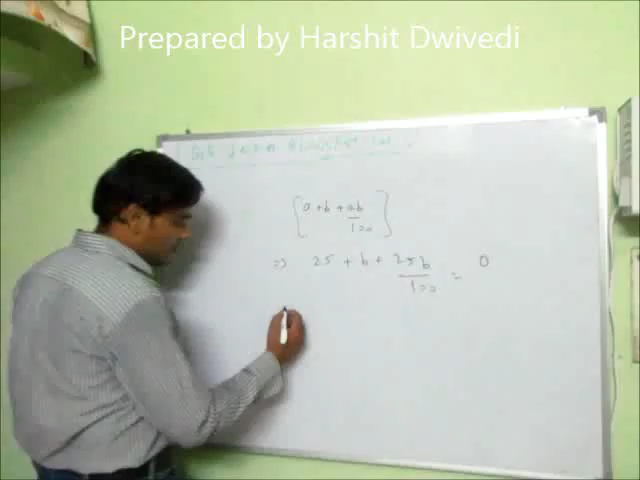 Prepared by Harshit Dwivedi
[a + b + ab/100]
=> 25 + b + 25b/100 = 0